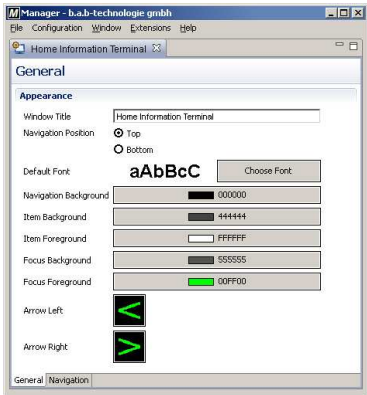 Manager - b.a.b-technologie gmbh
File Configuration Window Extensions Help
Home Information Terminal
General
Appearance
Window Title Home Information Terminal
Navigation Position Top
Bottom
Default Font aAbBcC Choose Font
Navigation Background 000000
Item Background 444444
Item Foreground FFFFFF
Focus Background 555555
Focus Foreground 00FF00
Arrow Left <
Arrow Right >
General Navigation